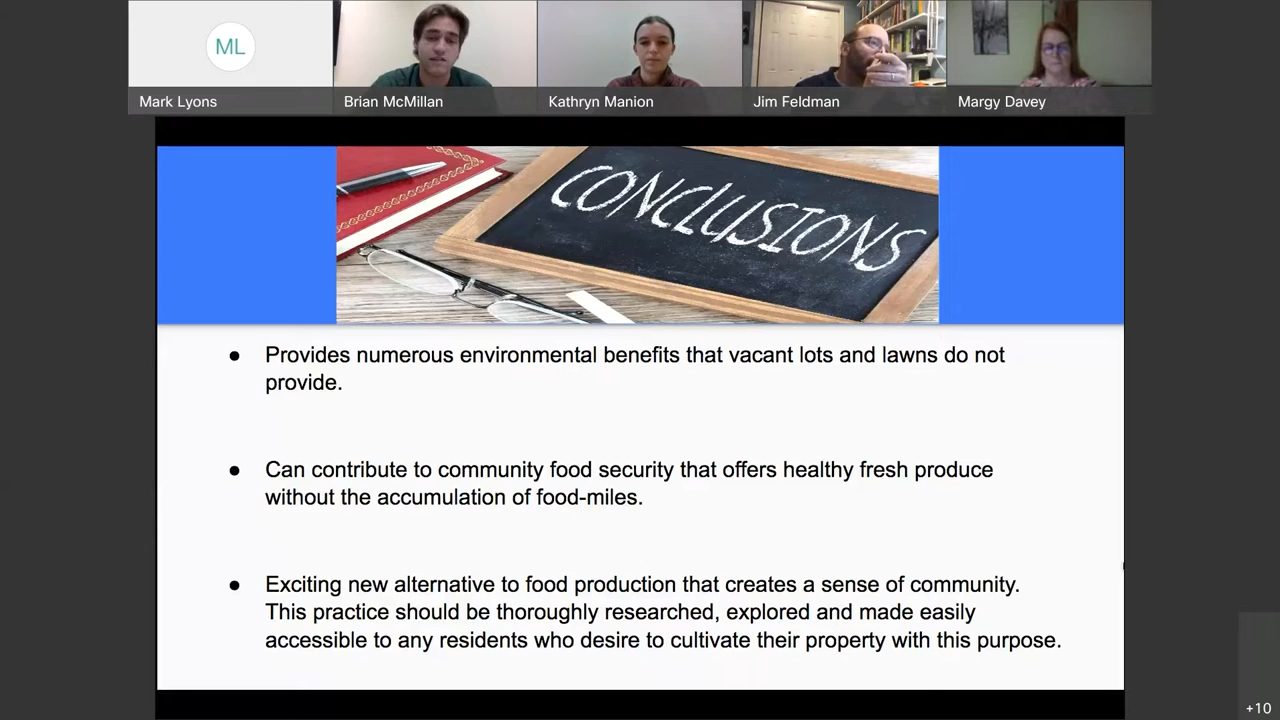 ML
Mark Lyons
Brian McMillan
Kathryn Manion
Jim Feldman
Margy Davey
CONCLUSIONS
● Provides numerous environmental benefits that vacant lots and lawns do not
provide.
● Can contribute to community food security that offers healthy fresh produce
without the accumulation of food-miles.
● Exciting new alternative to food production that creates a sense of community.
This practice should be thoroughly researched, explored and made easily
accessible to any residents who desire to cultivate their property with this purpose.
+10